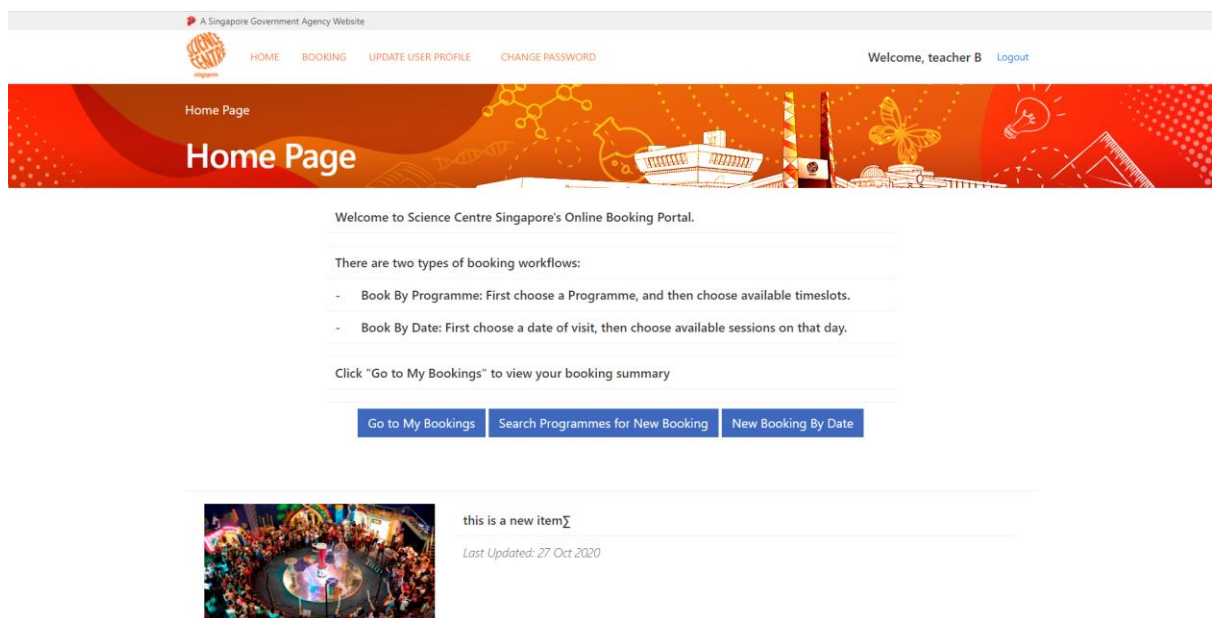 A Singapore Government Agency Website
SCIENCE CENTRE singapore
HOME BOOKING UPDATE USER PROFILE CHANGE PASSWORD Welcome, teacher B Logout
Home Page
Home Page
Welcome to Science Centre Singapore's Online Booking Portal.
There are two types of booking workflows:
- Book By Programme: First choose a Programme, and then choose available timeslots.
- Book By Date: First choose a date of visit, then choose available sessions on that day.
Click "Go to My Bookings" to view your booking summary
Go to My Bookings Search Programmes for New Booking New Booking By Date
this is a new item∑
Last Updated: 27 Oct 2020